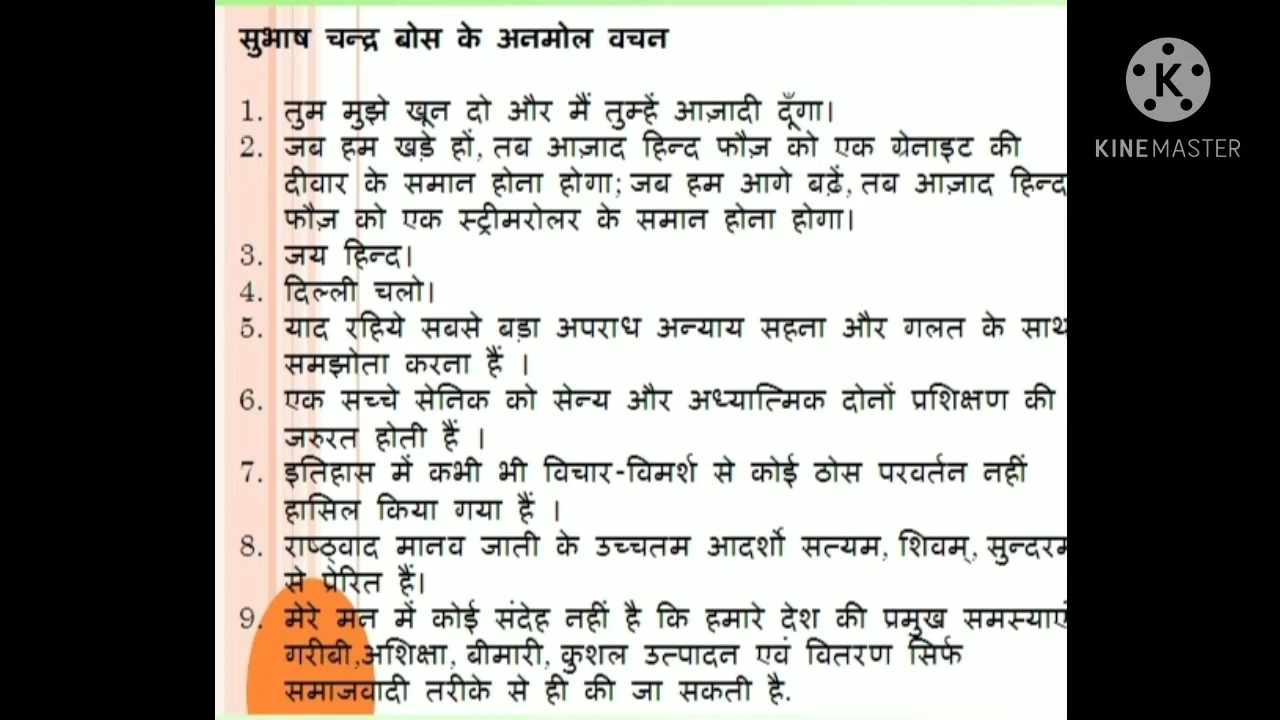 सुभाष चन्द्र बोस के अनमोल वचन
1. तुम मुझे खून दो और मैं तुम्हें आज़ादी दूँगा।
2. जब हम खड़े हों, तब आज़ाद हिन्द फौज़ को एक ग्रेनाइट की
दीवार के समान होना होगा; जब हम आगे बढ़ें, तब आज़ाद हिन्द
फौज़ को एक स्ट्रीमरोलर के समान होना होगा।
3. जय हिन्द।
4. दिल्ली चलो।
5. याद रहिये सबसे बड़ा अपराध अन्याय सहना और गलत के साथ
समझोता करना हैं ।
6. एक सच्चे सेनिक को सेन्य और अध्यात्मिक दोनों प्रशिक्षण की
जरुरत होती हैं ।
7. इतिहास में कभी भी विचार-विमर्श से कोई ठोस परवर्तन नहीं
हासिल किया गया हैं ।
8. राष्ठ्वाद मानव जाती के उच्चतम आदर्शो सत्यम, शिवम्, सुन्दरम
से प्रेरित हैं।
9. मेरे मन में कोई संदेह नहीं है कि हमारे देश की प्रमुख समस्याएं
गरीबी,अशिक्षा, बीमारी, कुशल उत्पादन एवं वितरण सिर्फ
समाजवादी तरीके से ही की जा सकती है.
KINEMASTER